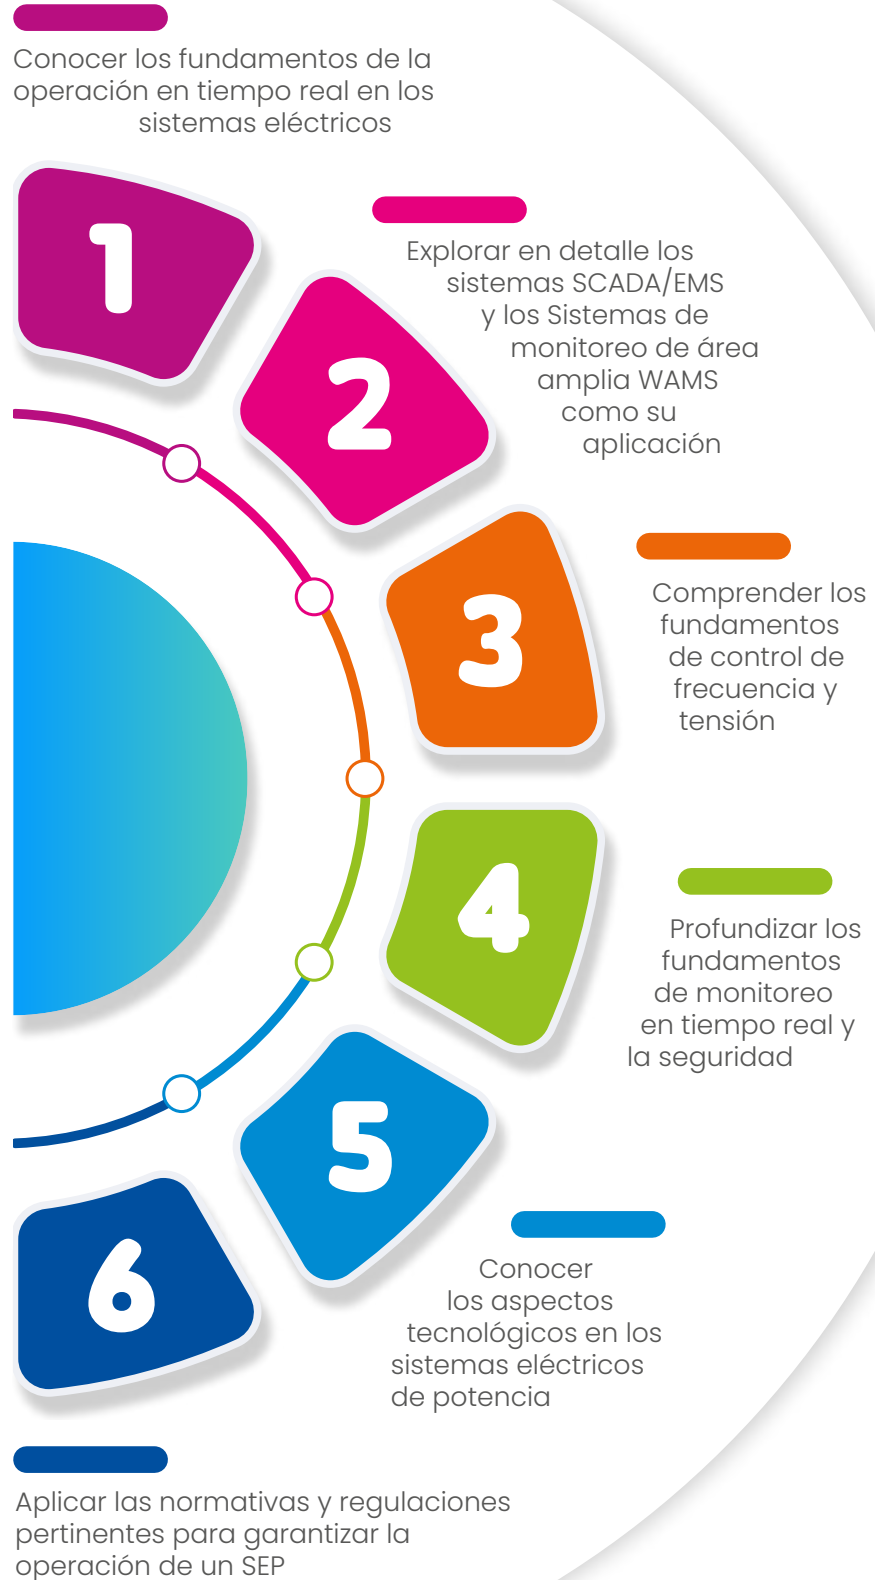 Conocer los fundamentos de la
operación en tiempo real en los
sistemas eléctricos
1
Explorar en detalle los
sistemas SCADA/EMS
y los Sistemas de
monitoreo de área
amplia WAMS
como su
aplicación
2
Comprender los
fundamentos
de control de
frecuencia y
tensión
3
Profundizar los
fundamentos
de monitoreo
en tiempo real y
la seguridad
4
Conocer
los aspectos
tecnológicos en los
sistemas eléctricos
de potencia
5
6
Aplicar las normativas y regulaciones
pertinentes para garantizar la
operación de un SEP